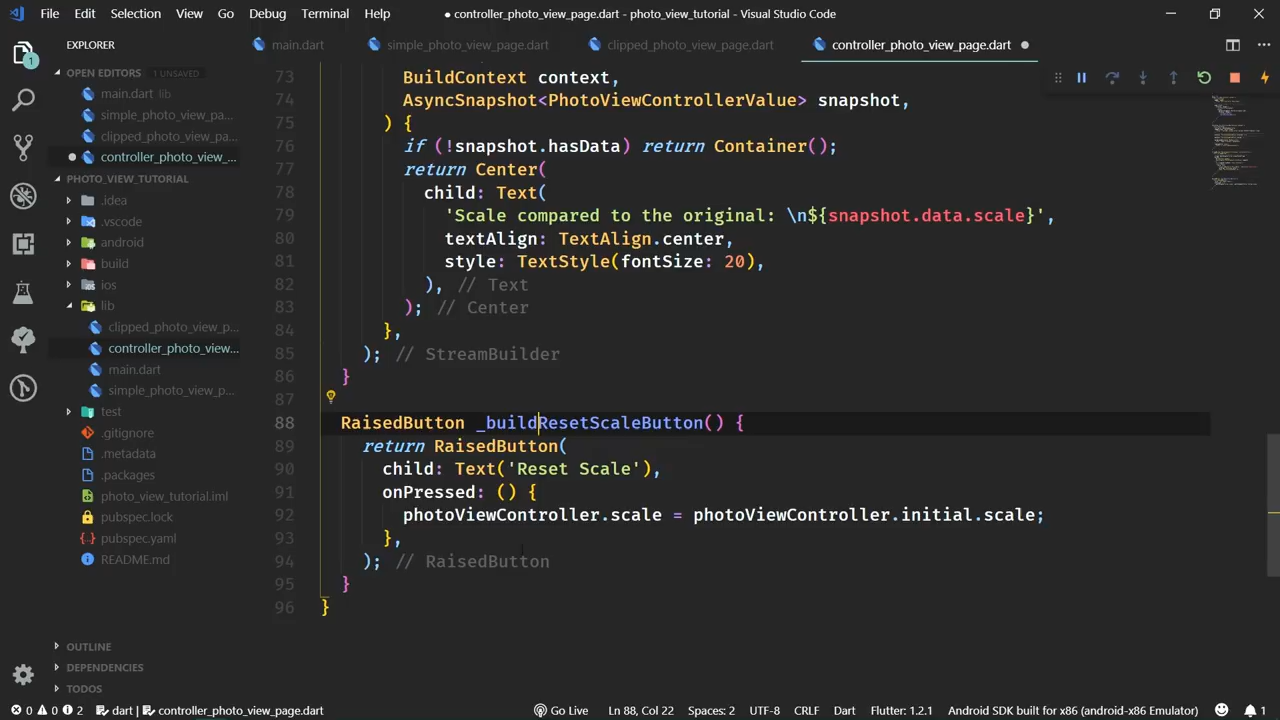 File Edit Selection View Go Debug Terminal Help ● controller_photo_view_page.dart - photo_view_tutorial - Visual Studio Code
EXPLORER
main.dart simple_photo_view_page.dart clipped_photo_view_page.dart controller_photo_view_page.dart
OPEN EDITORS 1 UNSAVED
main.dart lib
simple_photo_view_pa...
clipped_photo_view_pa...
controller_photo_view_...
PHOTO_VIEW_TUTORIAL
.idea
.vscode
android
build
ios
lib
clipped_photo_view_p...
controller_photo_view...
main.dart
simple_photo_view_p...
test
.gitignore
.metadata
.packages
photo_view_tutorial.iml
pubspec.lock
pubspec.yaml
README.md
OUTLINE
DEPENDENCIES
TODOS
1
73 BuildContext context,
74 AsyncSnapshot<PhotoViewControllerValue> snapshot,
75 ) {
76 if (!snapshot.hasData) return Container();
77 return Center(
78 child: Text(
79 'Scale compared to the original: \n${snapshot.data.scale}',
80 textAlign: TextAlign.center,
81 style: TextStyle(fontSize: 20),
82 ), // Text
83 ); // Center
84 },
85 ); // StreamBuilder
86 }
87
88 RaisedButton _buildResetScaleButton() {
89 return RaisedButton(
90 child: Text('Reset Scale'),
91 onPressed: () {
92 photoViewController.scale = photoViewController.initial.scale;
93 },
94 ); // RaisedButton
95 }
96 }
0 0 2 dart | controller_photo_view_page.dart Go Live Ln 88, Col 22 Spaces: 2 UTF-8 CRLF Dart Flutter: 1.2.1 Android SDK built for x86 (android-x86 Emulator) 1